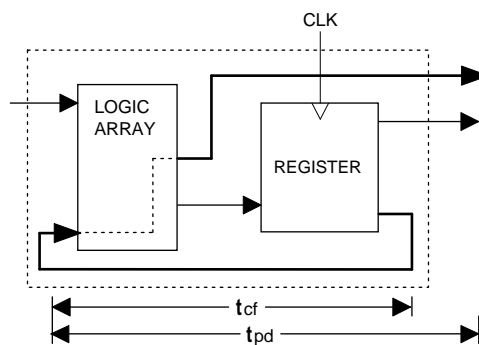 CLK
LOGIC
ARRAY
REGISTER
tcf
tpd